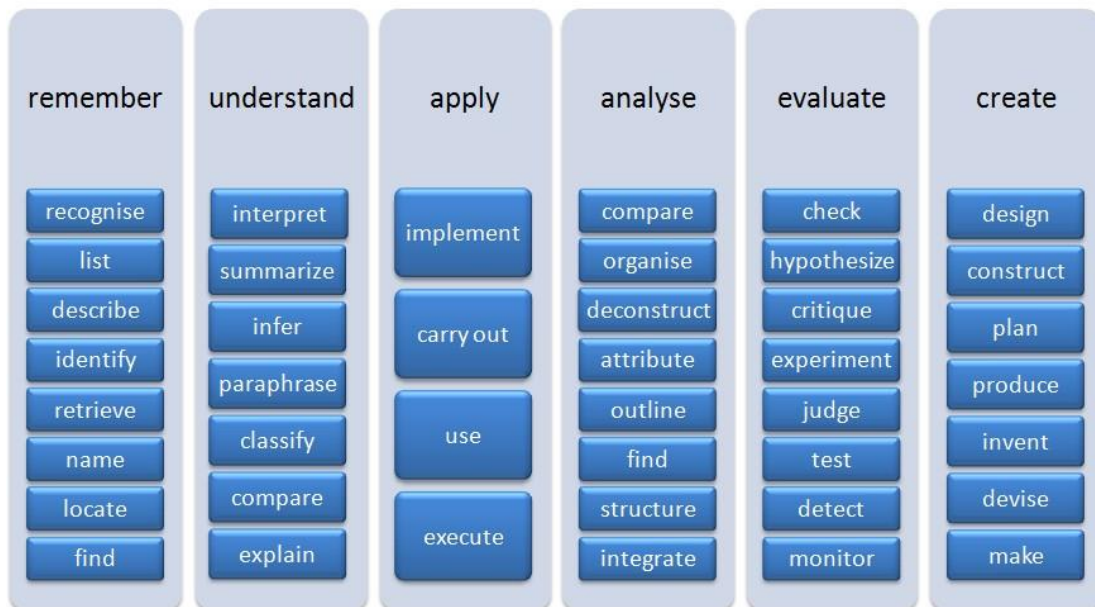 remember
recognise
list
describe
identify
retrieve
name
locate
find
understand
interpret
summarize
infer
paraphrase
classify
compare
explain
apply
implement
carry out
use
execute
analyse
compare
organise
deconstruct
attribute
outline
find
structure
integrate
evaluate
check
hypothesize
critique
experiment
judge
test
detect
monitor
create
design
construct
plan
produce
invent
devise
make